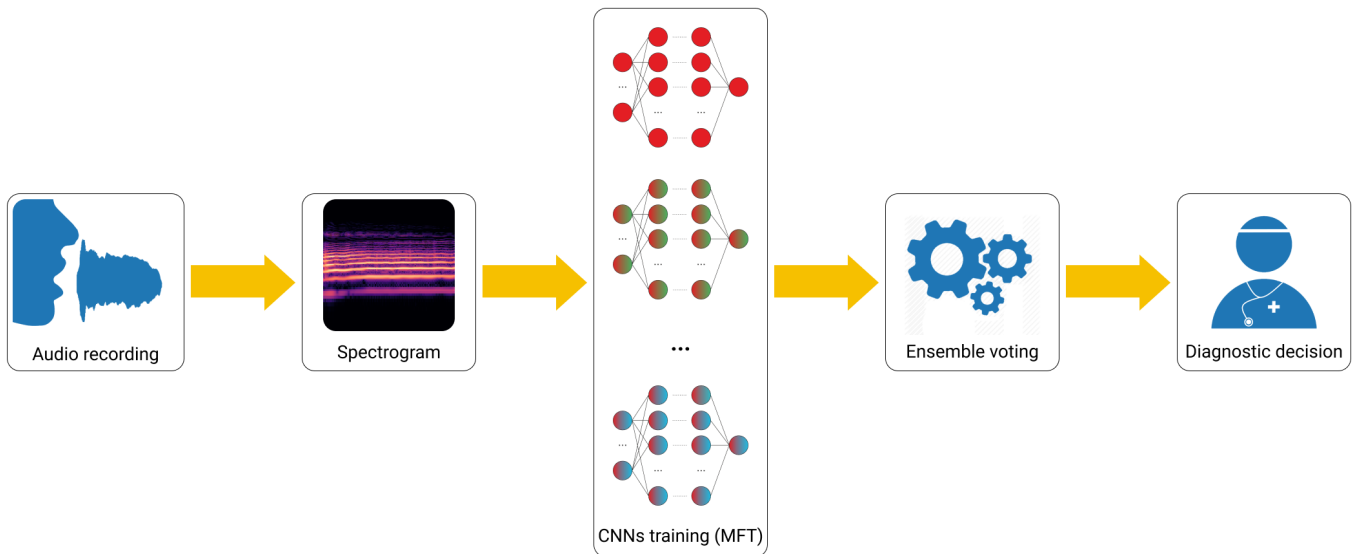 Audio recording
Spectrogram
CNNs training (MFT)
Ensemble voting
Diagnostic decision